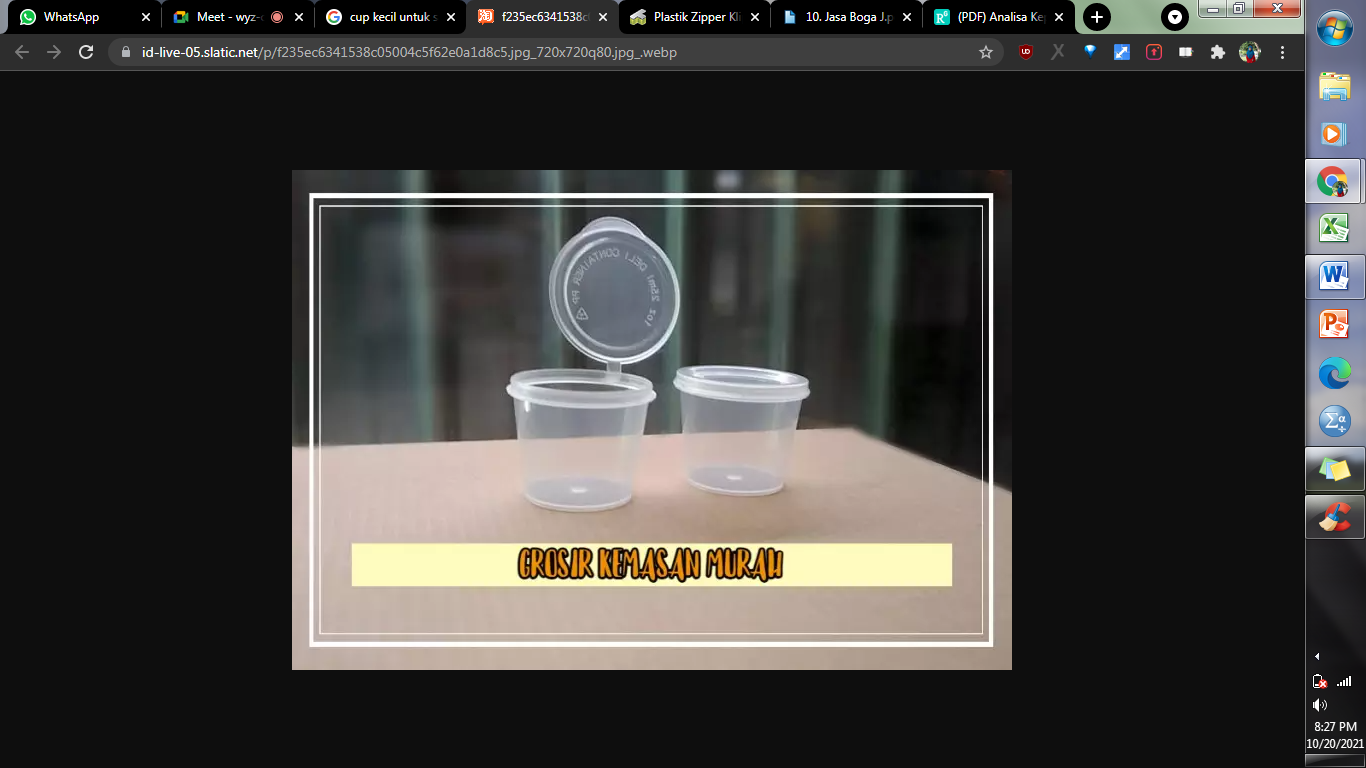 WhatsApp
Meet - wyz-
cup kecil untuk s
f235ec6341538c
Plastik Zipper Kli
10. Jasa Boga J.p
(PDF) Analisa Ke
id-live-05.slatic.net/p/f235ec6341538c05004c5f62e0a1d8c5.jpg_720x720q80.jpg_.webp
DELI CONTAINER PP
25ml
1oz
GROSIR KEMASAN MURAH
8:27 PM
10/20/2021